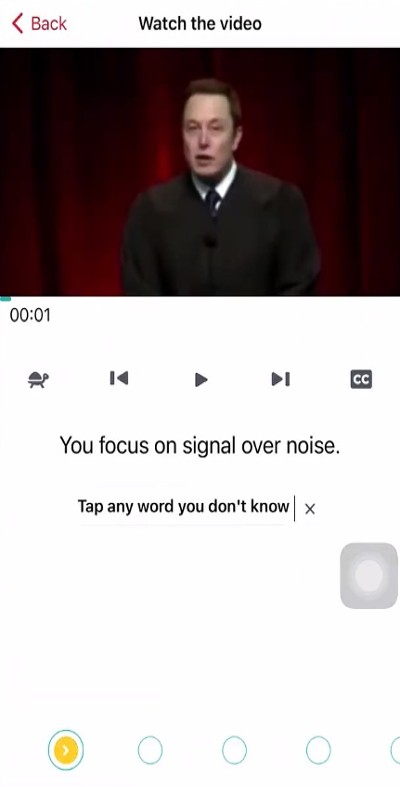 Back
Watch the video
00:01
CC
You focus on signal over noise.
Tap any word you don't know ×